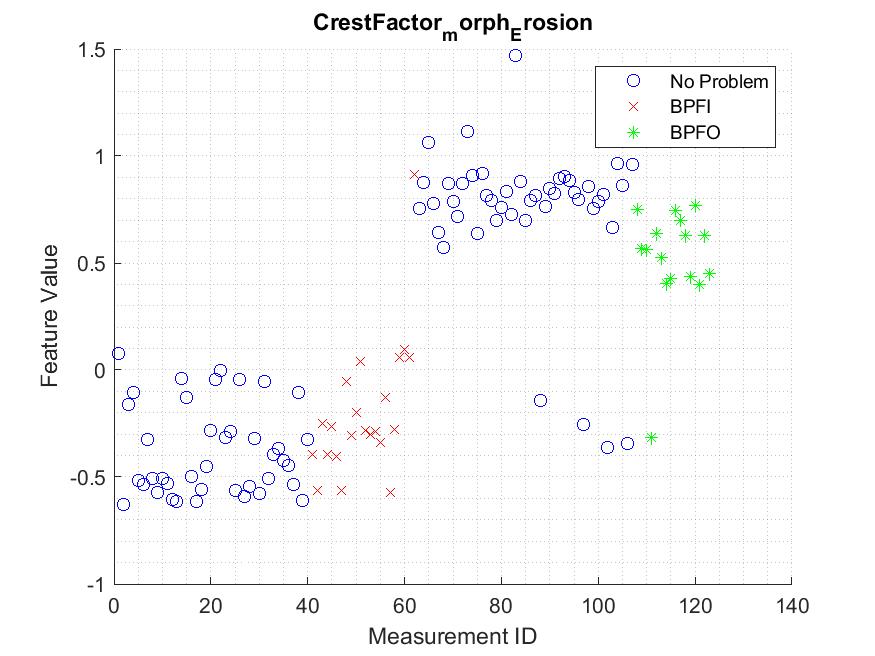 CrestFactor_morph_Erosion
1.5
1
0.5
0
-0.5
-1
Feature Value
No Problem
BPFI
BPFO
0 20 40 60 80 100 120 140
Measurement ID